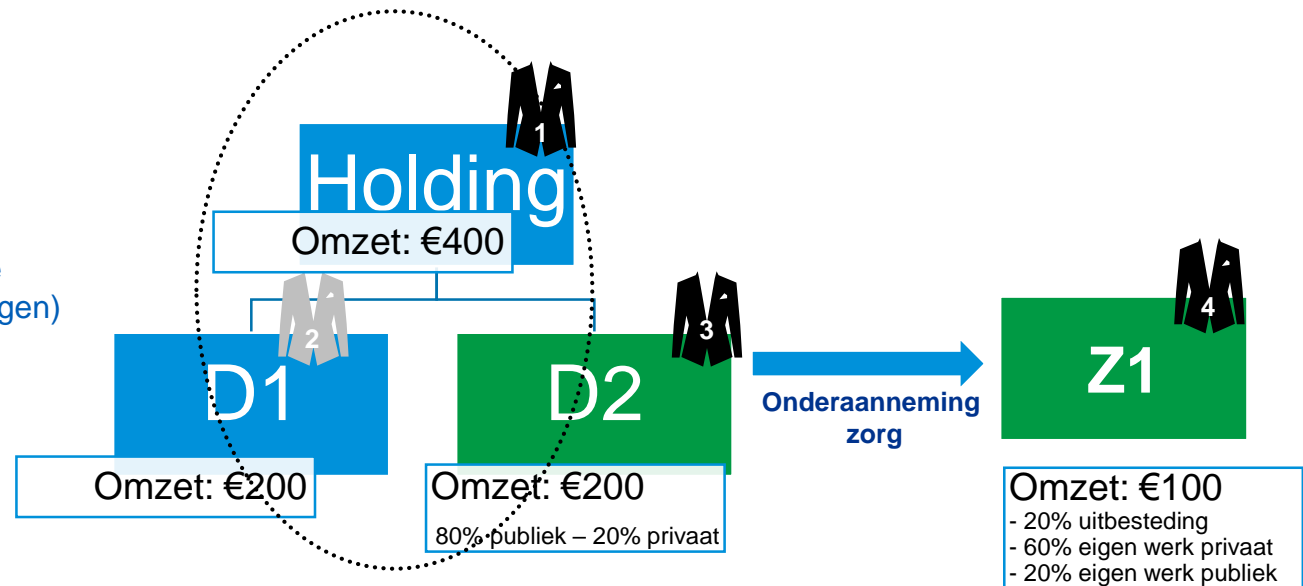 1
Holding
Omzet: €400
gen)
2
D1
Omzet: €200
3
D2
Omzet: €200
80% publiek – 20% privaat
Onderaanneming
zorg
4
Z1
Omzet: €100
- 20% uitbesteding
- 60% eigen werk privaat
- 20% eigen werk publiek